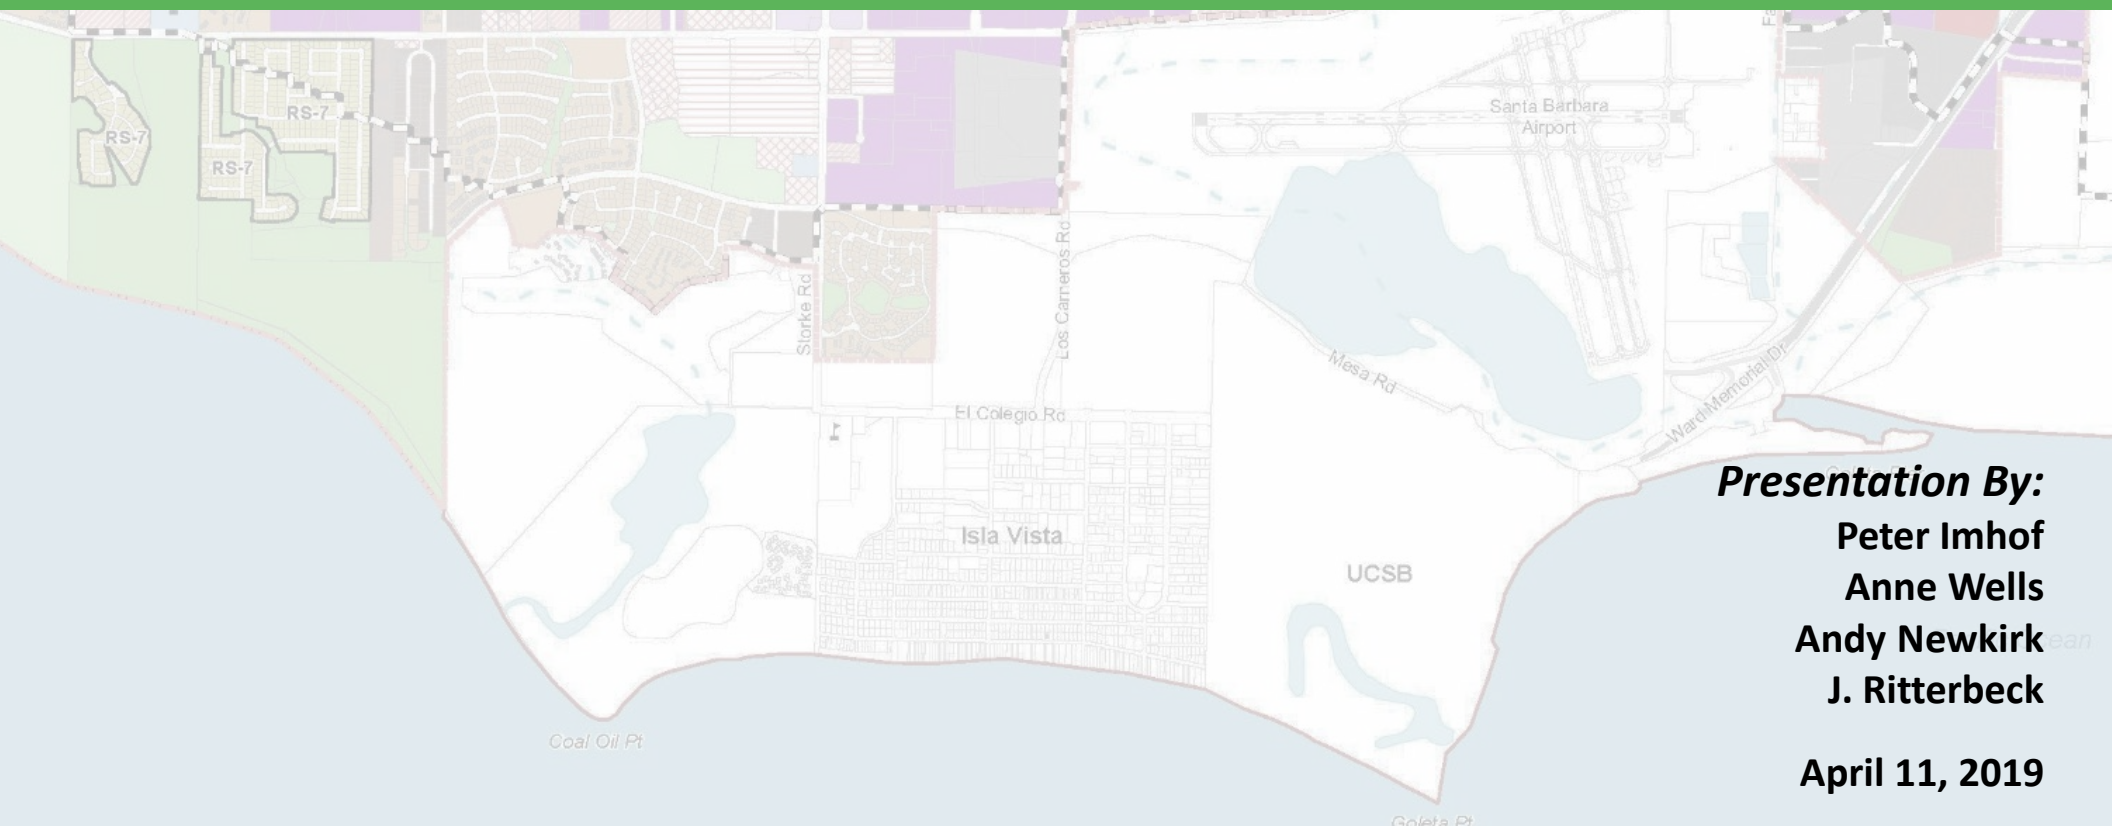 RS-7
RS-7
RS-7
Santa Barbara
Airport
Storke Rd
Los Carneros Rd
Mesa Rd
Ward Memorial Dr
El Colegio Rd
Isla Vista
UCSB
Coal Oil Pt
Goleta Pt
Presentation By:
Peter Imhof
Anne Wells
Andy Newkirk
J. Ritterbeck
April 11, 2019